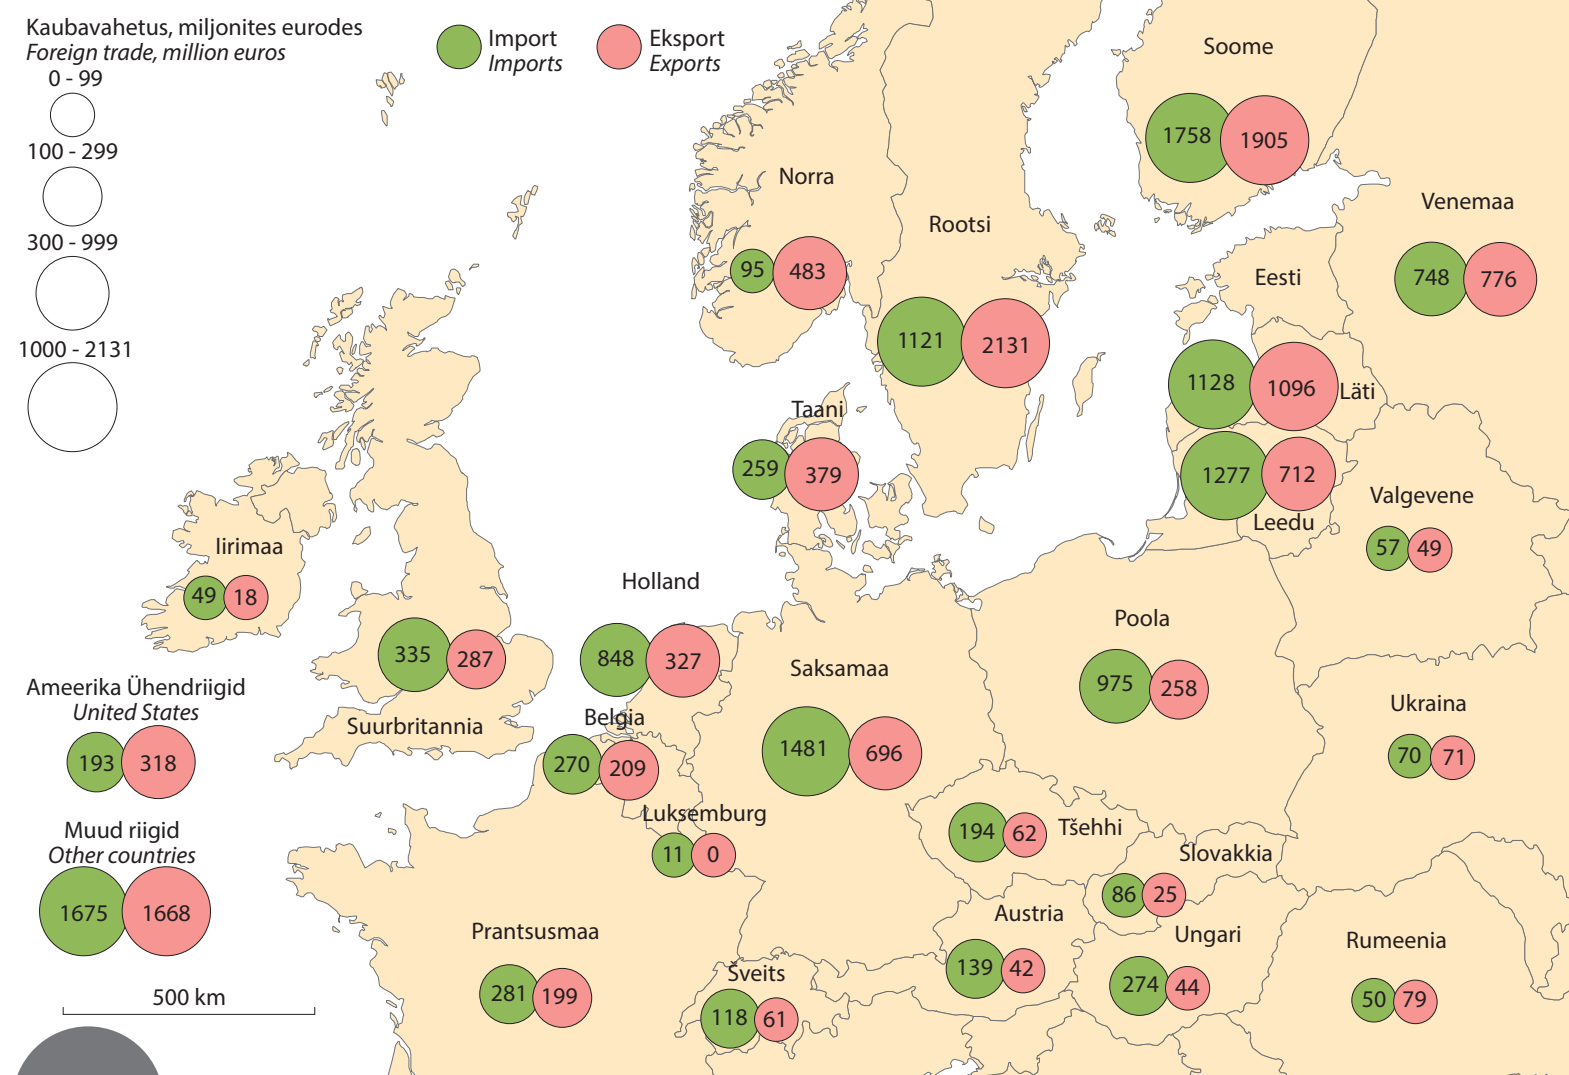 Kaubavahetus, miljonites eurodes
Foreign trade, million euros
0 - 99
100 - 299
300 - 999
1000 - 2131
Import
Imports
Eksport
Exports
Soome
1758 1905
Norra
95 483
Rootsi
1121 2131
Venemaa
748 776
Eesti
1128 1096 Läti
1277 712
Leedu
Taani
259 379
Valgevene
57 49
Iirimaa
49 18
Holland
848 327
335 287
Suurbritannia
Poola
975 258
Saksamaa
1481 696
Ameerika Ühendriigid
United States
193 318
Belgia
270 209
Ukraina
70 71
Luksemburg
11 0
194 62 Tšehhi
Muud riigid
Other countries
1675 1668
Slovakkia
86 25
Austria
139 42
Ungari
274 44
Prantsusmaa
281 199
Šveits
118 61
Rumeenia
50 79
500 km